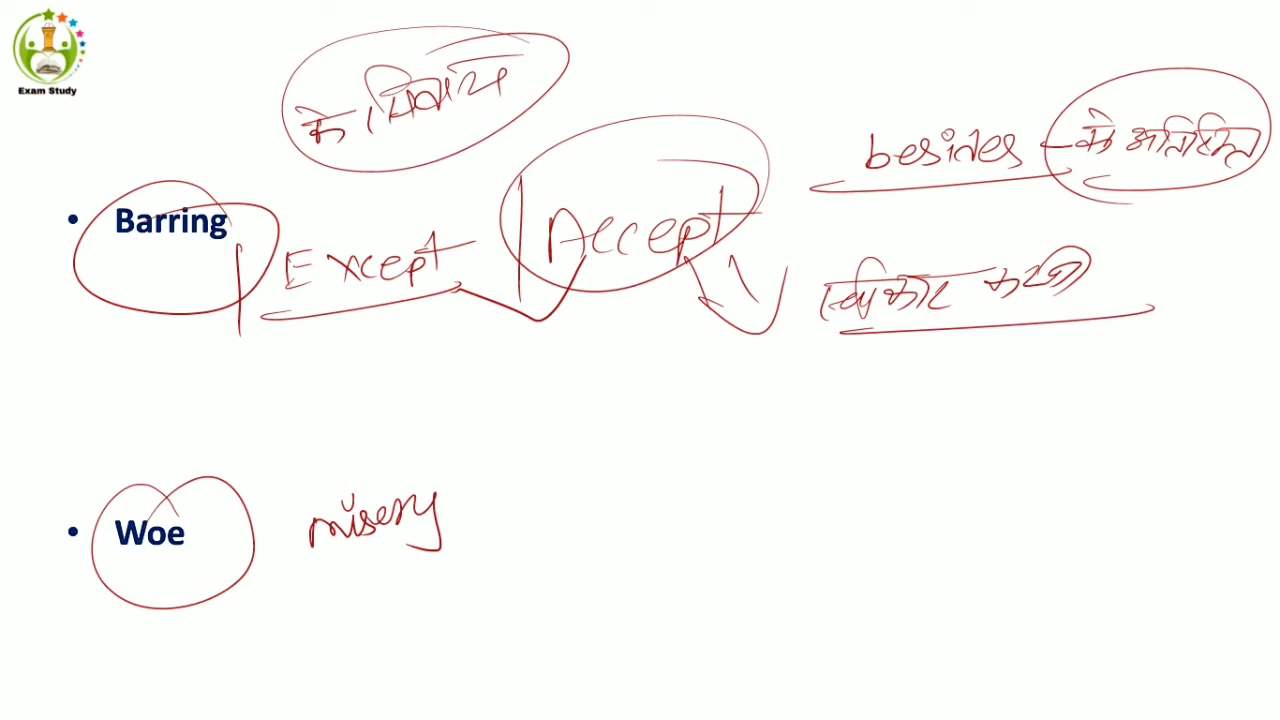 Exam Study
के सिवाय
besides - के अतिरिक्त
• Barring
Except
Accept
स्वीकार करना
• Woe
misery